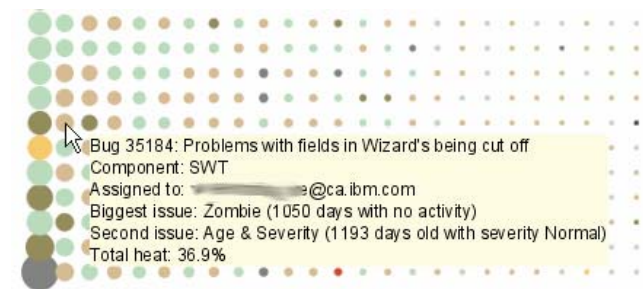 Bug 35184: Problems with fields in Wizard's being cut off
Component: SWT
Assigned to: e@ca.ibm.com
Biggest issue: Zombie (1050 days with no activity)
Second issue: Age & Severity (1193 days old with severity Normal)
Total heat: 36.9%